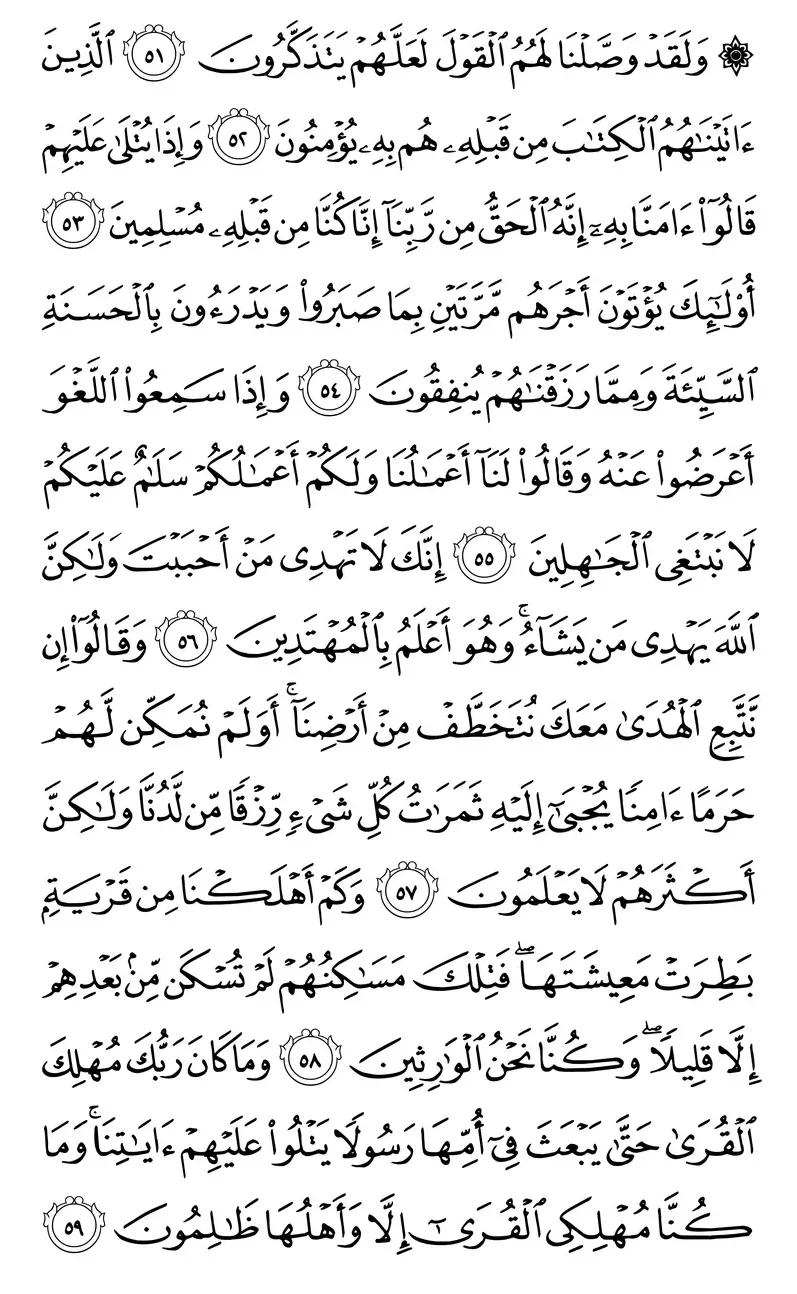 ۞ وَلَقَدْ وَصَّلْنَا لَهُمُ ٱلْقَوْلَ لَعَلَّهُمْ يَتَذَكَّرُونَ ٥١ ٱلَّذِينَ
ءَاتَيْنَـٰهُمُ ٱلْكِتَـٰبَ مِن قَبْلِهِۦ هُم بِهِۦ يُؤْمِنُونَ ٥٢ وَإِذَا يُتْلَىٰ عَلَيْهِمْ
قَالُوٓا۟ ءَامَنَّا بِهِۦٓ إِنَّهُ ٱلْحَقُّ مِن رَّبِّنَآ إِنَّا كُنَّا مِن قَبْلِهِۦ مُسْلِمِينَ ٥٣
أُو۟لَـٰٓئِكَ يُؤْتَوْنَ أَجْرَهُم مَّرَّتَيْنِ بِمَا صَبَرُوا۟ وَيَدْرَءُونَ بِٱلْحَسَنَةِ
ٱلسَّيِّئَةَ وَمِمَّا رَزَقْنَـٰهُمْ يُنفِقُونَ ٥٤ وَإِذَا سَمِعُوا۟ ٱللَّغْوَ
أَعْرَضُوا۟ عَنْهُ وَقَالُوا۟ لَنَآ أَعْمَـٰلُنَا وَلَكُمْ أَعْمَـٰلُكُمْ سَلَـٰمٌ عَلَيْكُمْ
لَا نَبْتَغِى ٱلْجَـٰهِلِينَ ٥٥ إِنَّكَ لَا تَهْدِى مَنْ أَحْبَبْتَ وَلَـٰكِنَّ
ٱللَّهَ يَهْدِى مَن يَشَآءُ ۚ وَهُوَ أَعْلَمُ بِٱلْمُهْتَدِينَ ٥٦ وَقَالُوٓا۟ إِن
نَّتَّبِعِ ٱلْهُدَىٰ مَعَكَ نُتَخَطَّفْ مِنْ أَرْضِنَآ ۚ أَوَلَمْ نُمَكِّن لَّهُمْ
حَرَمًا ءَامِنًا يُجْبَىٰٓ إِلَيْهِ ثَمَرَٰتُ كُلِّ شَىْءٍ رِّزْقًا مِّن لَّدُنَّا وَلَـٰكِنَّ
أَكْثَرَهُمْ لَا يَعْلَمُونَ ٥٧ وَكَمْ أَهْلَكْنَا مِن قَرْيَةٍۭ
بَطِرَتْ مَعِيشَتَهَا ۖ فَتِلْكَ مَسَـٰكِنُهُمْ لَمْ تُسْكَن مِّنۢ بَعْدِهِمْ
إِلَّا قَلِيلًا ۖ وَكُنَّا نَحْنُ ٱلْوَٰرِثِينَ ٥٨ وَمَا كَانَ رَبُّكَ مُهْلِكَ
ٱلْقُرَىٰ حَتَّىٰ يَبْعَثَ فِىٓ أُمِّهَا رَسُولًا يَتْلُوا۟ عَلَيْهِمْ ءَايَـٰتِنَا ۚ وَمَا
كُنَّا مُهْلِكِى ٱلْقُرَىٰٓ إِلَّا وَأَهْلُهَا ظَـٰلِمُونَ ٥٩